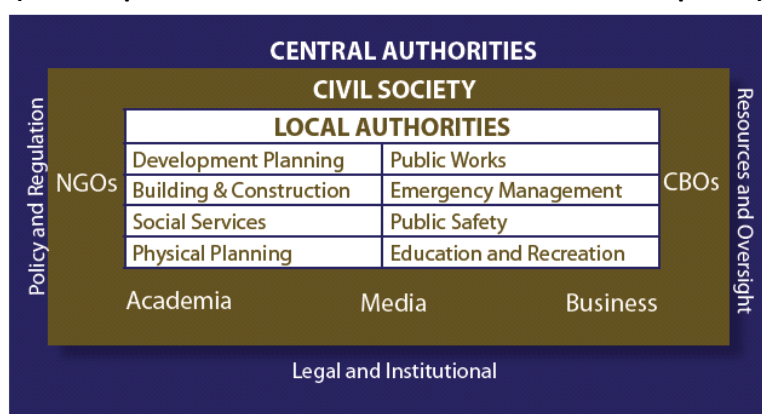 CENTRAL AUTHORITIES
CIVIL SOCIETY
LOCAL AUTHORITIES
Policy and Regulation
NGOs
Development Planning
Public Works
Building & Construction
Emergency Management
Social Services
Public Safety
Physical Planning
Education and Recreation
CBOs
Resources and Oversight
Academia
Media
Business
Legal and Institutional